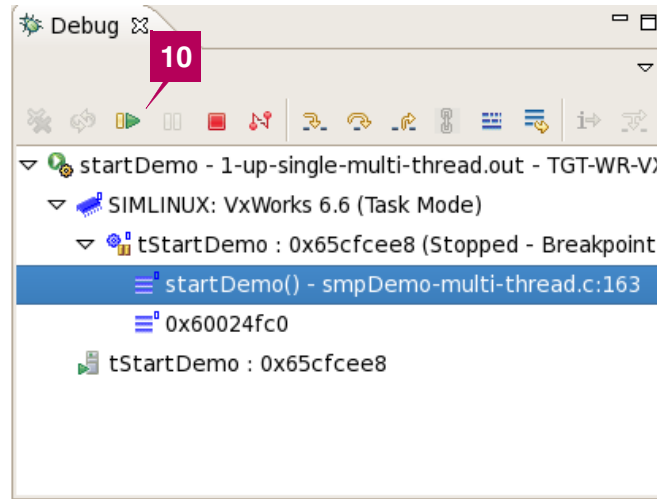 Debug
10
startDemo - 1-up-single-multi-thread.out - TGT-WR-VX
SIMLINUX: VxWorks 6.6 (Task Mode)
tStartDemo : 0x65cfcee8 (Stopped - Breakpoint
startDemo() - smpDemo-multi-thread.c:163
0x60024fc0
tStartDemo : 0x65cfcee8